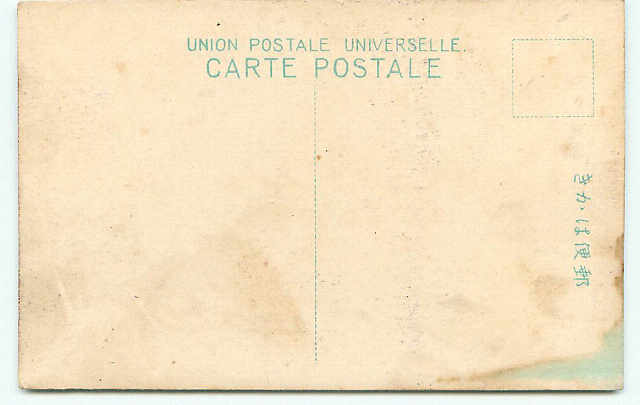 UNION POSTALE UNIVERSELLE.
CARTE POSTALE
きかは便郵